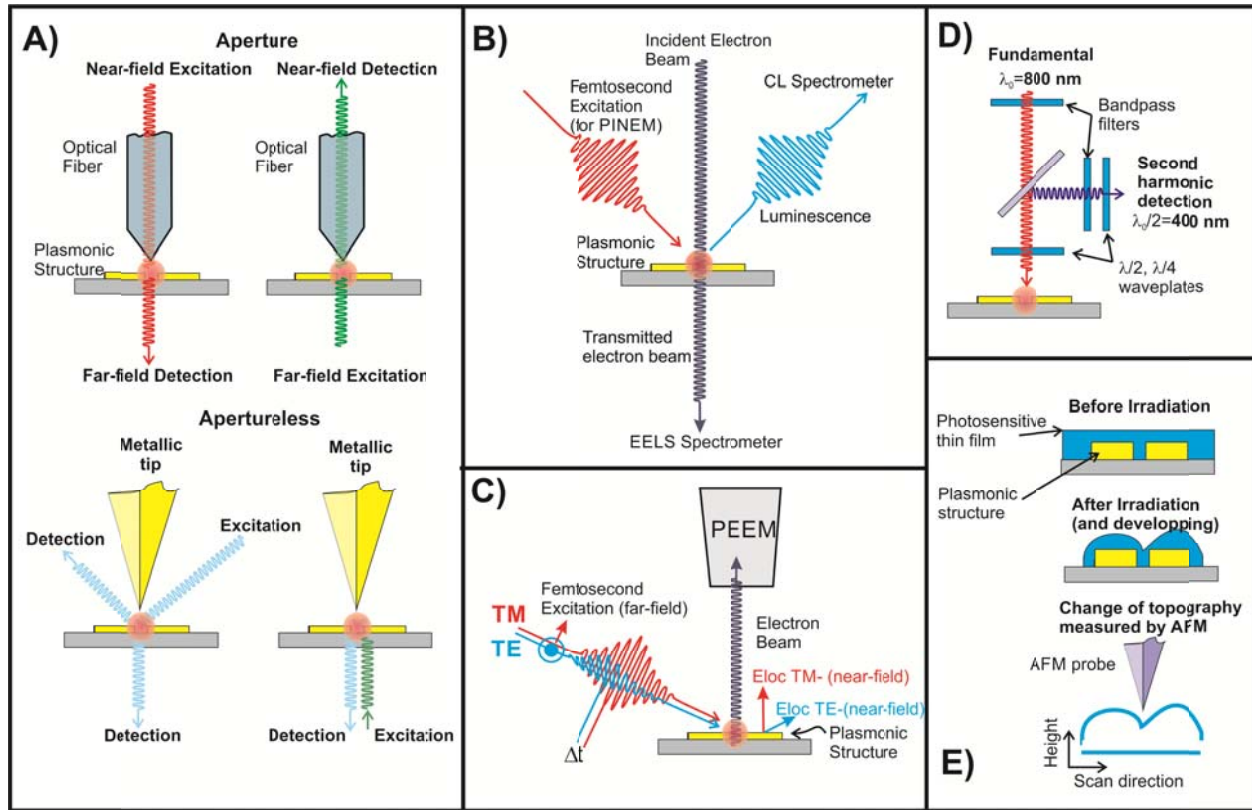 A)
Aperture
Near-field Excitation
Near-field Detection
Optical
Fiber
Optical
Fiber
Plasmonic
Structure
Far-field Detection
Far-field Excitation
Apertureless
Metallic
tip
Metallic
tip
Detection
Excitation
Detection
Detection
Excitation
B)
Incident Electron
Beam
Femtosecond
Excitation
(for PINEM)
CL Spectrometer
Luminescence
Plasmonic
Structure
Transmitted
electron beam
EELS Spectrometer
C)
PEEM
Femtosecond
Excitation (far-field)
TM
TE
Electron
Beam
Eloc TM- (near-field)
Eloc TE-(near-field)
Plasmonic
Structure
Δt
D)
Fundamental
λ₀=800 nm
Bandpass
filters
Second
harmonic
detection
λ₀/2=400 nm
λ/2, λ/4
waveplates
Before Irradiation
Photosensitive
thin film
Plasmonic
structure
After Irradiation
(and developping)
Change of topography
measured by AFM
AFM probe
Height
Scan direction
E)